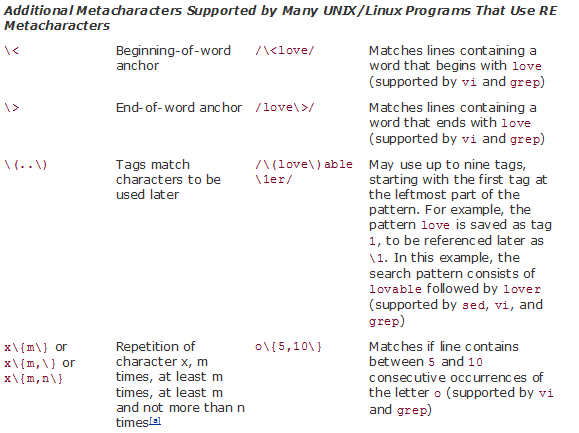 Additional Metacharacters Supported by Many UNIX/Linux Programs That Use RE
Metacharacters
\< Beginning-of-word /\<love/ Matches lines containing a
anchor word that begins with love
(supported by vi and grep)
\> End-of-word anchor /love\>/ Matches lines containing a
word that ends with love
(supported by vi and grep)
\(..\) Tags match /\(love\)able May use up to nine tags,
characters to be \1er/ starting with the first tag at
used later the leftmost part of the
pattern. For example, the
pattern love is saved as tag
1, to be referenced later as
\1. In this example, the
search pattern consists of
lovable followed by lover
(supported by sed, vi, and
grep)
x\{m\} or Repetition of o\{5,10\} Matches if line contains
x\{m,\} or character x, m between 5 and 10
x\{m,n\} times, at least m consecutive occurrences of
times, at least m the letter o (supported by vi
and not more than n and grep)
times[a]